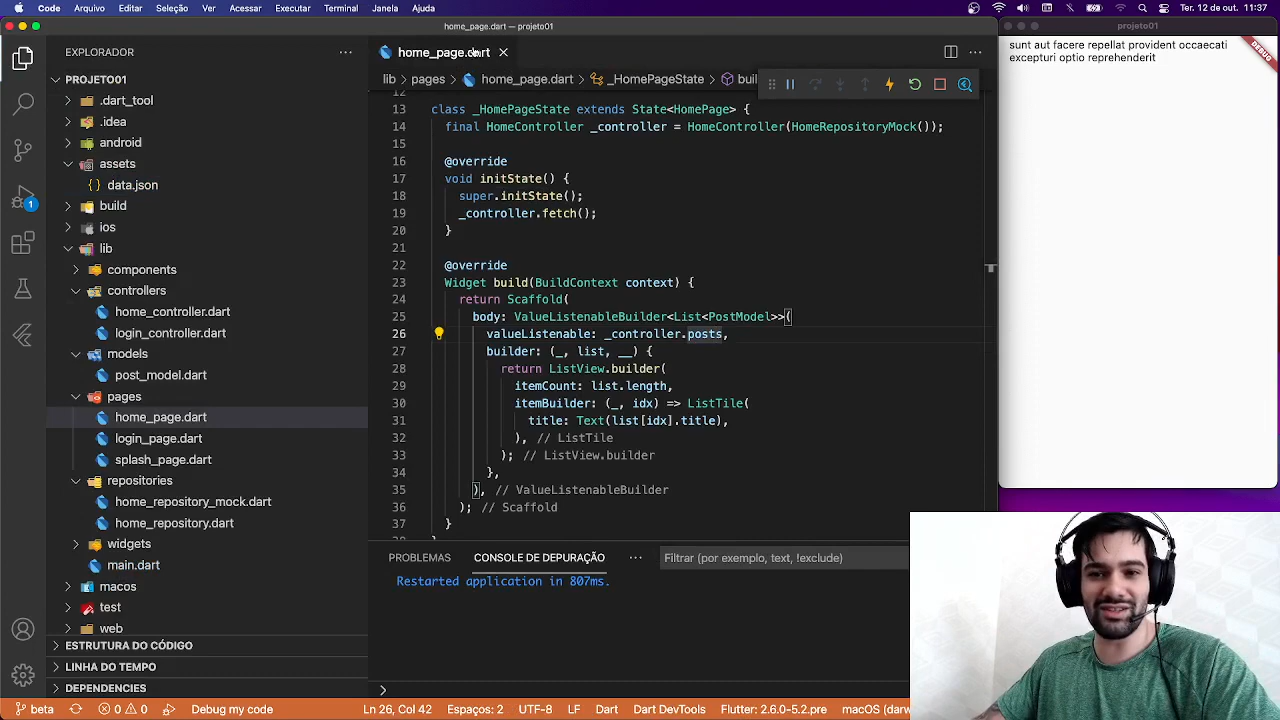 Code Arquivo Editar Seleção Ver Acessar Executar Terminal Janela Ajuda Ter. 12 de out. 11:37
home_page.dart — projeto01
projeto01
EXPLORADOR
PROJETO01
.dart_tool
.idea
android
assets
data.json
build
ios
lib
components
controllers
home_controller.dart
login_controller.dart
models
post_model.dart
pages
home_page.dart
login_page.dart
splash_page.dart
repositories
home_repository_mock.dart
home_repository.dart
widgets
main.dart
macos
test
web
ESTRUTURA DO CÓDIGO
LINHA DO TEMPO
DEPENDENCIES
1
home_page.dart
lib > pages > home_page.dart > _HomePageState >
12
13 class _HomePageState extends State<HomePage> {
14 final HomeController _controller = HomeController(HomeRepositoryMock());
15
16 @override
17 void initState() {
18 super.initState();
19 _controller.fetch();
20 }
21
22 @override
23 Widget build(BuildContext context) {
24 return Scaffold(
25 body: ValueListenableBuilder<List<PostModel>>(
26 valueListenable: _controller.posts,
27 builder: (_, list, __) {
28 return ListView.builder(
29 itemCount: list.length,
30 itemBuilder: (_, idx) => ListTile(
31 title: Text(list[idx].title),
32 ), // ListTile
33 ); // ListView.builder
34 },
35 ), // ValueListenableBuilder
36 ); // Scaffold
37 }
38 }
PROBLEMAS CONSOLE DE DEPURAÇÃO Filtrar (por exemplo, text, !exclude)
Restarted application in 807ms.
sunt aut facere repellat provident occaecati
excepturi optio reprehenderit
DEBUG
beta 0 0 Debug my code Ln 26, Col 42 Espaços: 2 UTF-8 LF Dart Dart DevTools Flutter: 2.6.0-5.2.pre macOS